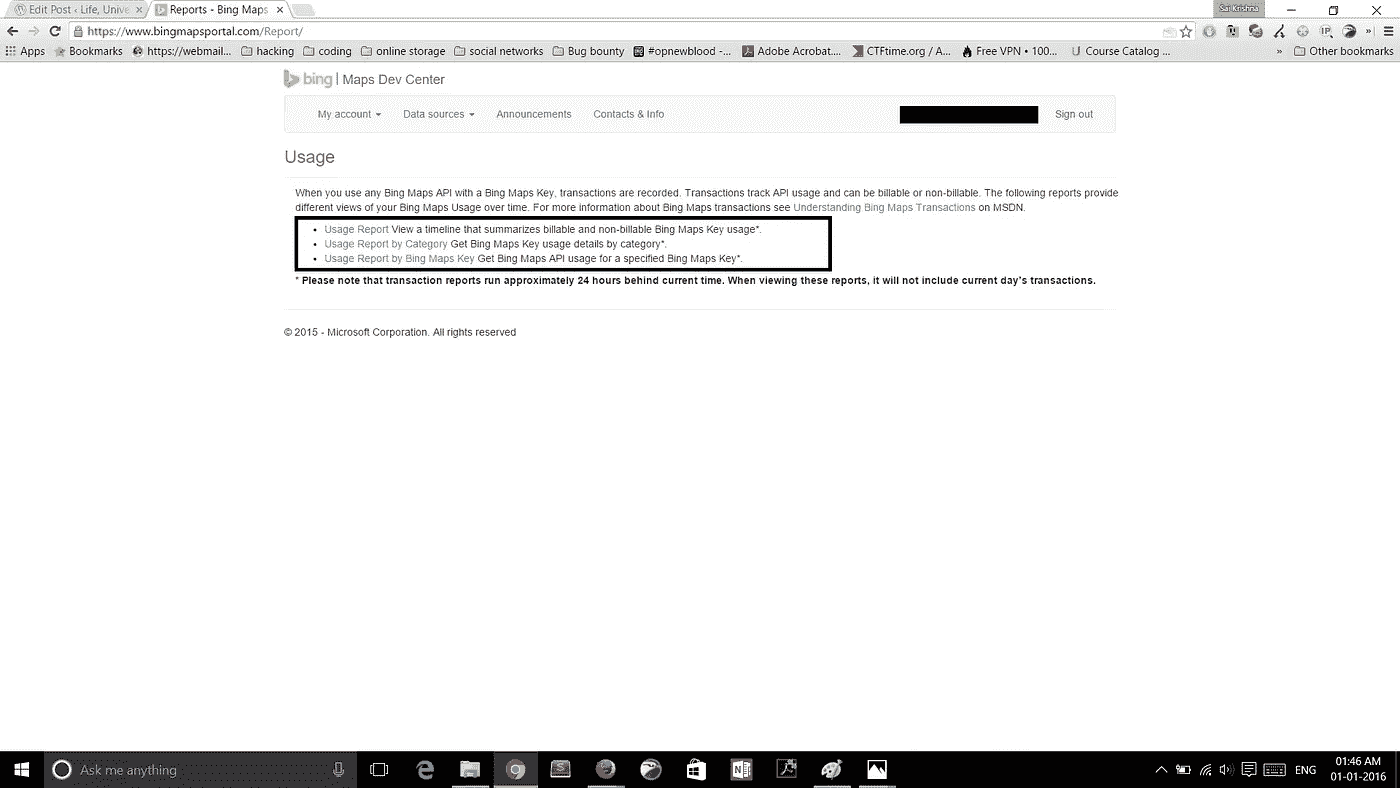 Edit Post ‹ Life, Unive
Reports - Bing Maps
Sai Krishna
https://www.bingmapsportal.com/Report/
Apps Bookmarks https://webmail... hacking coding online storage social networks Bug bounty #opnewblood -... Adobe Acrobat.... CTFtime.org / A... Free VPN • 100... Course Catalog ... » Other bookmarks
bing | Maps Dev Center
My account Data sources Announcements Contacts & Info Sign out
Usage
When you use any Bing Maps API with a Bing Maps Key, transactions are recorded. Transactions track API usage and can be billable or non-billable. The following reports provide
different views of your Bing Maps Usage over time. For more information about Bing Maps transactions see Understanding Bing Maps Transactions on MSDN.
• Usage Report View a timeline that summarizes billable and non-billable Bing Maps Key usage*.
• Usage Report by Category Get Bing Maps Key usage details by category*.
• Usage Report by Bing Maps Key Get Bing Maps API usage for a specified Bing Maps Key*.
* Please note that transaction reports run approximately 24 hours behind current time. When viewing these reports, it will not include current day's transactions.
© 2015 - Microsoft Corporation. All rights reserved
Ask me anything
ENG
01:46 AM
01-01-2016